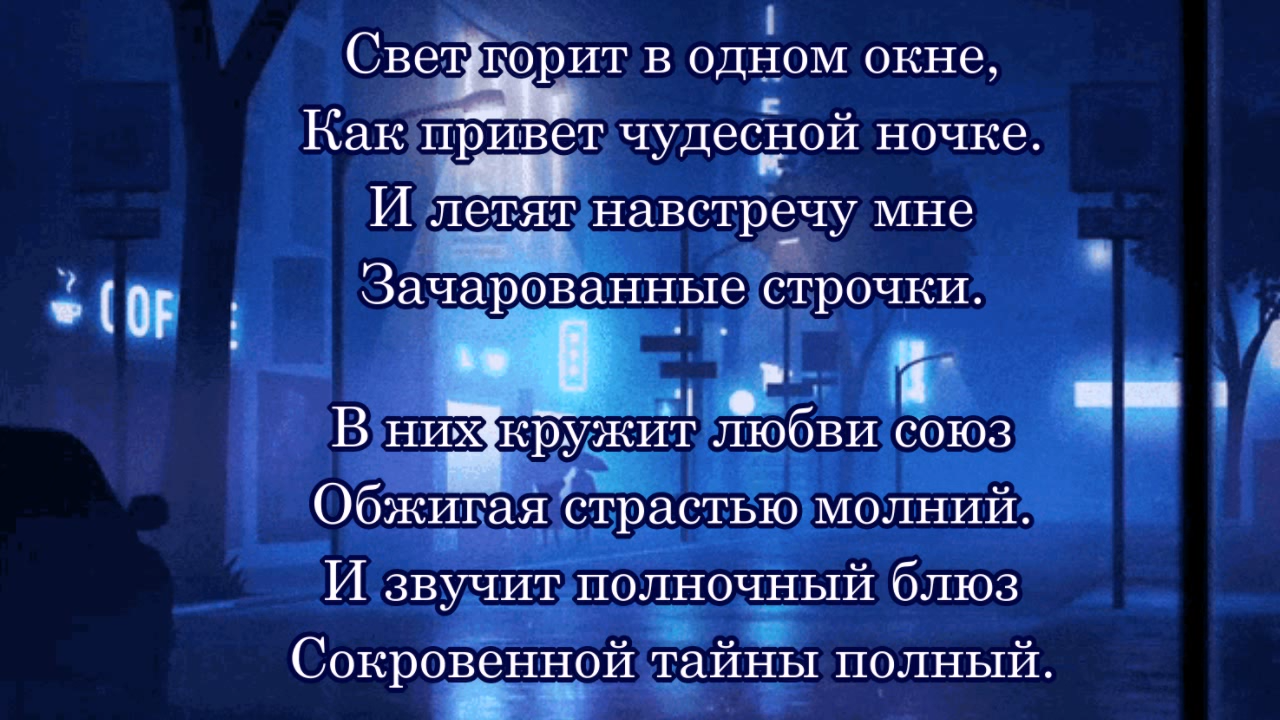 Свет горит в одном окне,
Как привет чудесной ночке.
И летят навстречу мне
Зачарованные строчки.
COF E
В них кружит любви союз
Обжигая страстью молний.
И звучит полночный блюз
Сокровенной тайны полный.